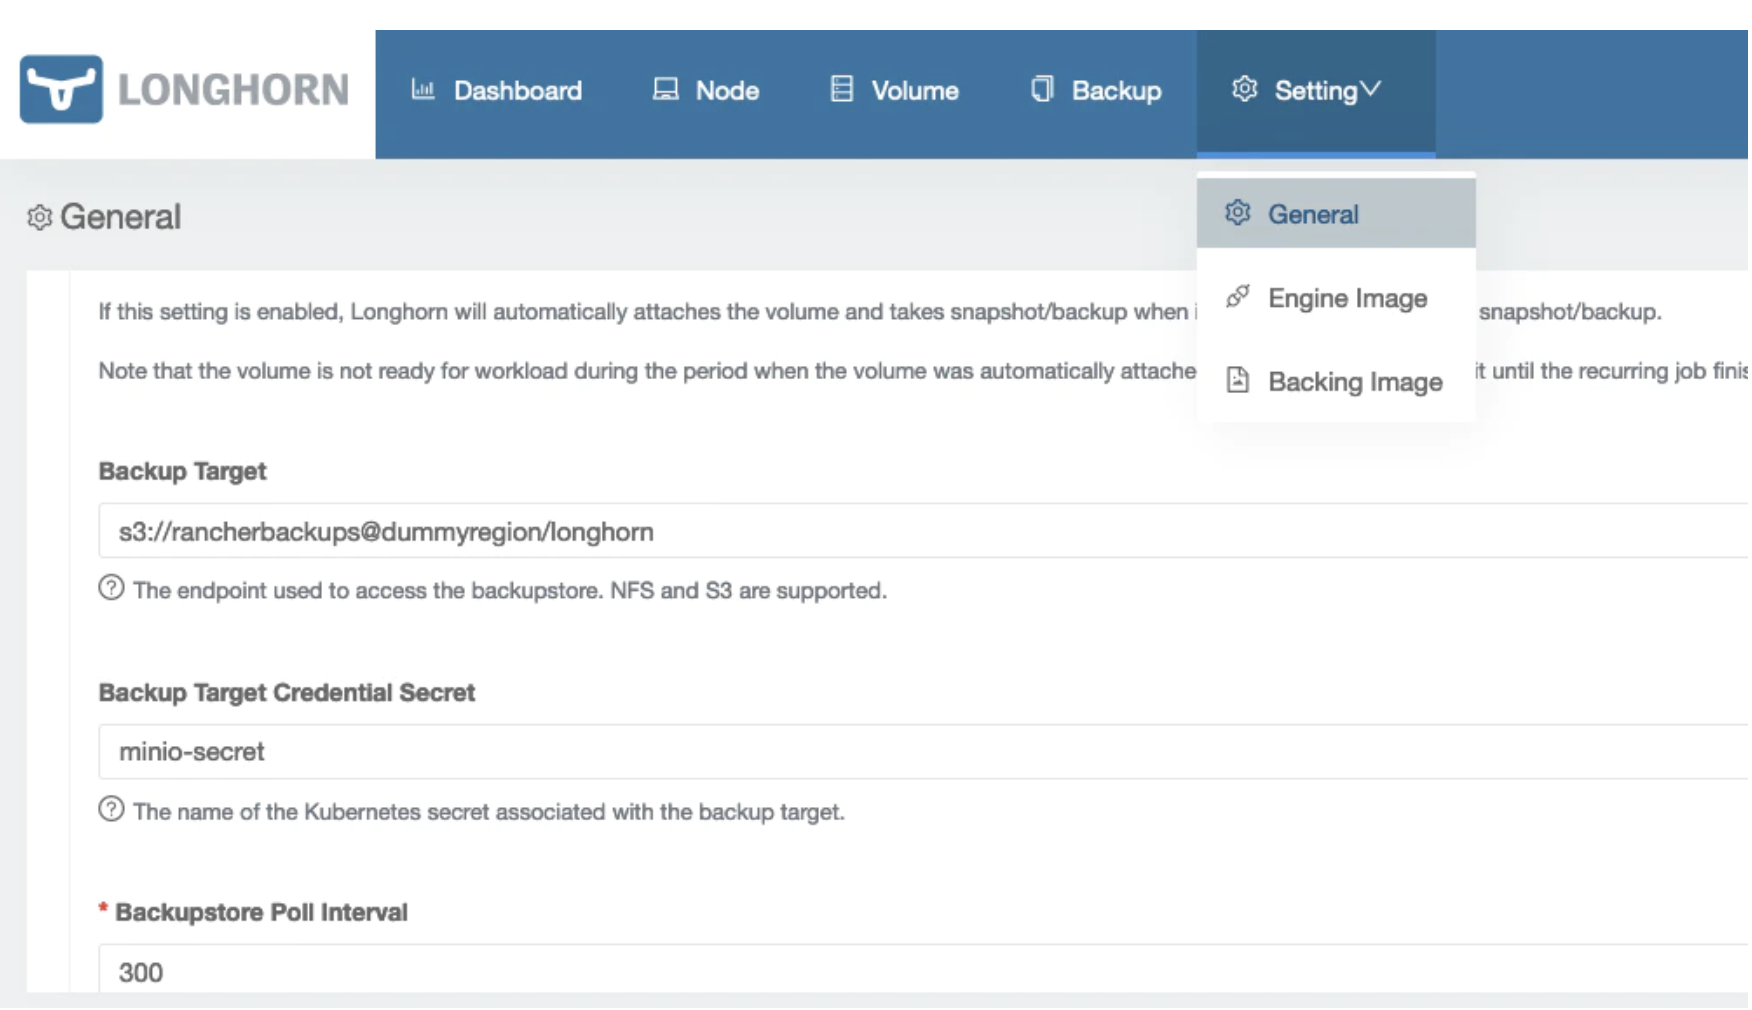 LONGHORN
Dashboard
Node
Volume
Backup
Setting
General
General
Engine Image
Backing Image
If this setting is enabled, Longhorn will automatically attaches the volume and takes snapshot/backup when snapshot/backup.
Note that the volume is not ready for workload during the period when the volume was automatically attache until the recurring job finis
Backup Target
s3://rancherbackups@dummyregion/longhorn
The endpoint used to access the backupstore. NFS and S3 are supported.
Backup Target Credential Secret
minio-secret
The name of the Kubernetes secret associated with the backup target.
* Backupstore Poll Interval
300